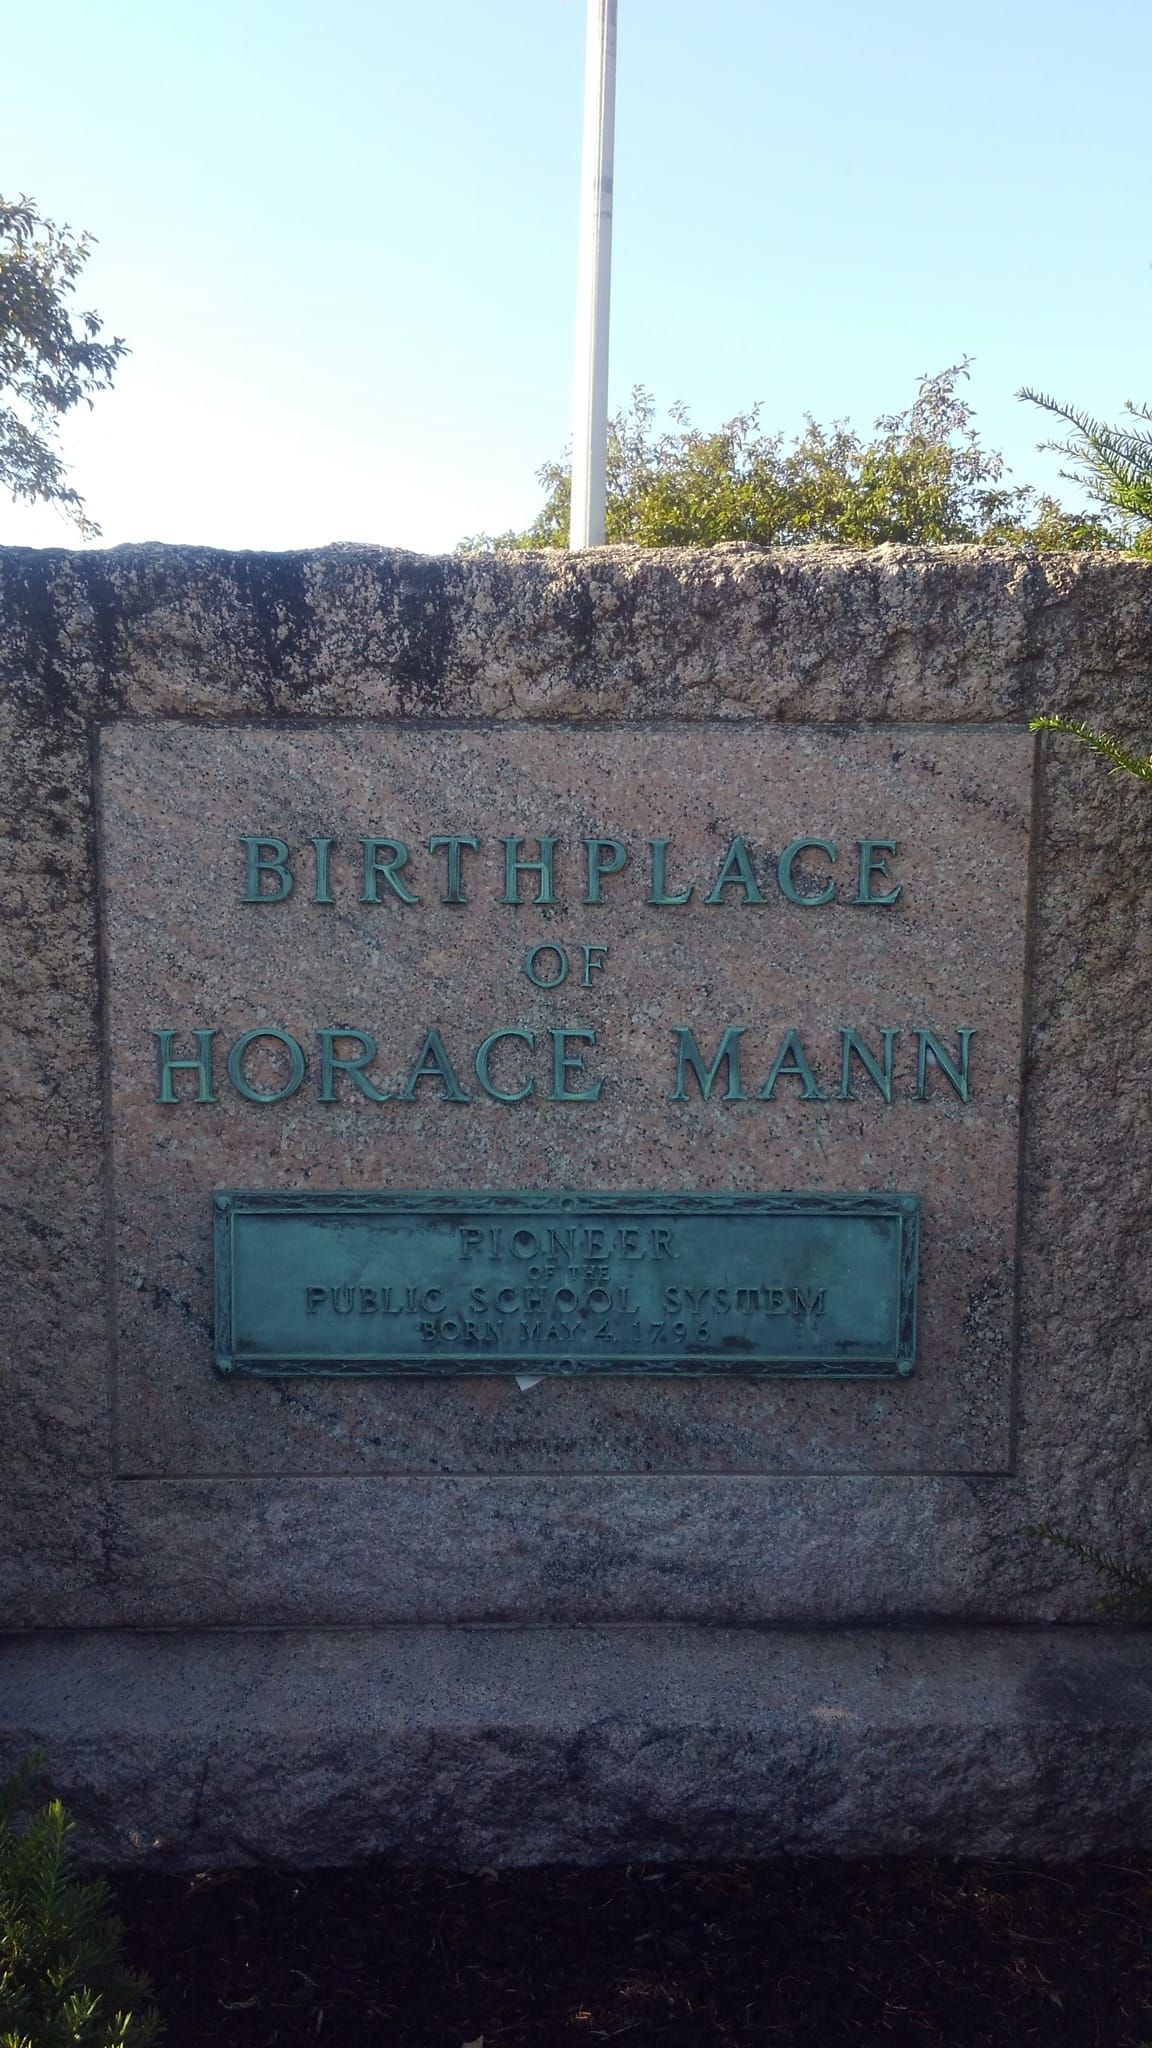 BIRTHPLACE
OF
HORACE MANN
PIONEER
OF THE
PUBLIC SCHOOL SYSTEM
BORN MAY 4, 1796